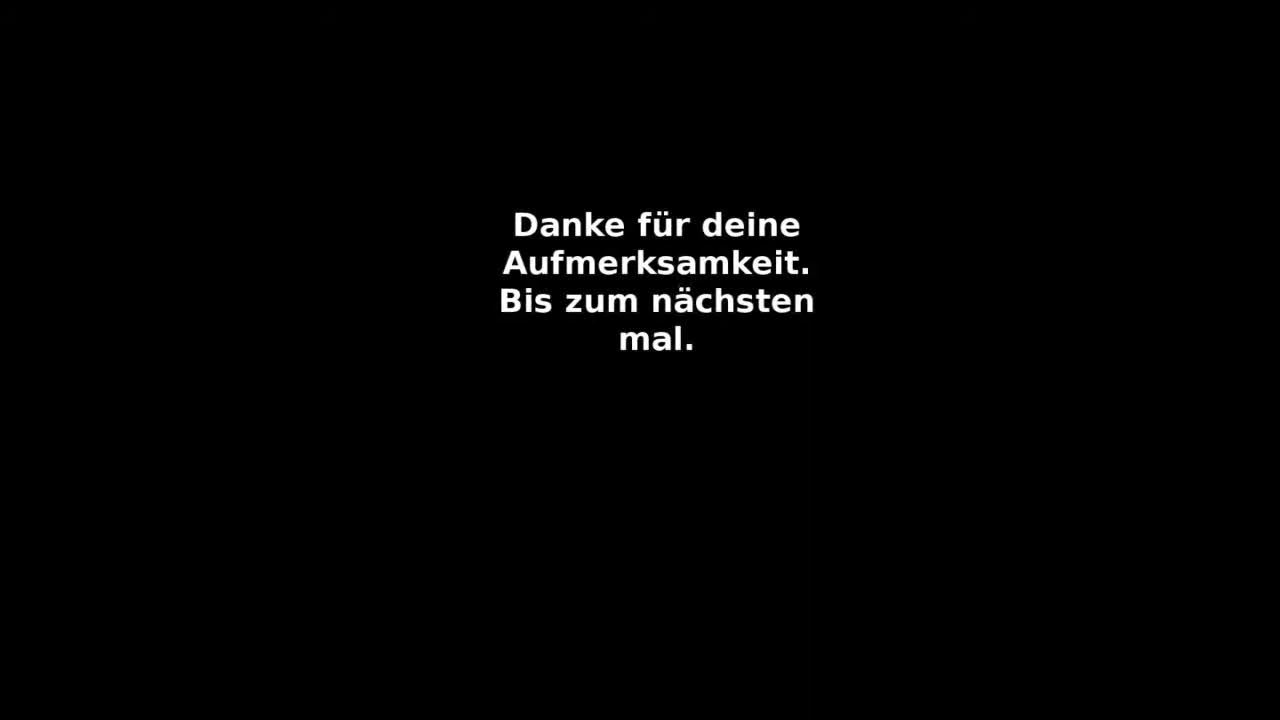 Danke für deine
Aufmerksamkeit.
Bis zum nächsten
mal.